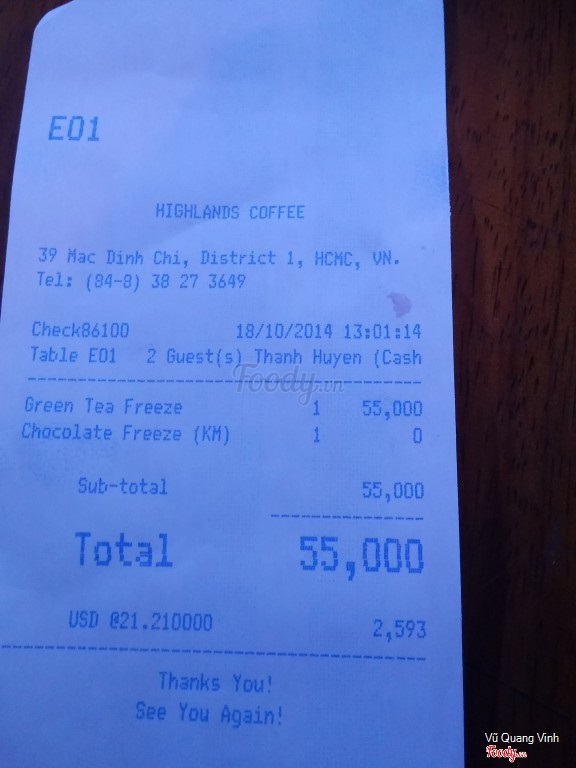 E01
HIGHLANDS COFFEE
39 Mac Dinh Chi, District 1, HCMC, VN.
Tel: (84-8) 38 27 3649
Check86100 18/10/2014 13:01:14
Table E01 2 Guest(s) Thanh Huyen (Cash
Foody.vn
Green Tea Freeze 1 55,000
Chocolate Freeze (KM) 1 0
Sub-total 55,000
Total 55,000
USD @21.210000 2,593
Thanks You!
See You Again!
Vũ Quang Vinh
Foody.vn